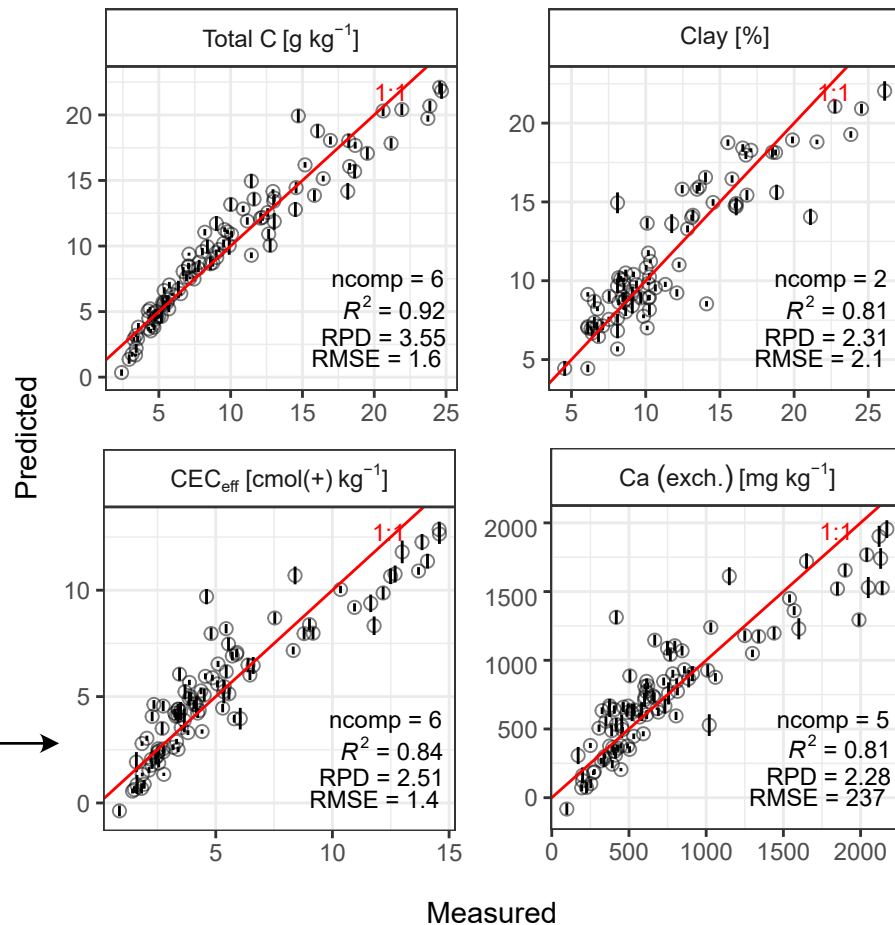 Total C [g kg⁻¹]
1:1
20
15
10
5
0
ncomp = 6
R² = 0.92
RPD = 3.55
RMSE = 1.6
5
10
15
20
25
Clay [%]
1:1
20
15
10
5
ncomp = 2
R² = 0.81
RPD = 2.31
RMSE = 2.1
5
10
15
20
25
Predicted
CECeff [cmol(+) kg⁻¹]
1:1
10
5
0
ncomp = 6
R² = 0.84
RPD = 2.51
RMSE = 1.4
5
10
15
Ca (exch.) [mg kg⁻¹]
1:1
2000
1500
1000
500
0
ncomp = 5
R² = 0.81
RPD = 2.28
RMSE = 237
0
500
1000
1500
2000
Measured